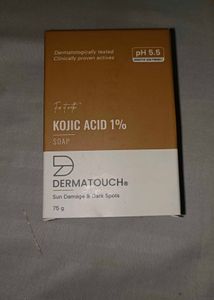 Dermatologically tested
Clinically proven actives
pH 5.5
KOJIC ACID 1%
SOAP
DERMATOUCH®
Sun Damage & Dark Spots
75 g